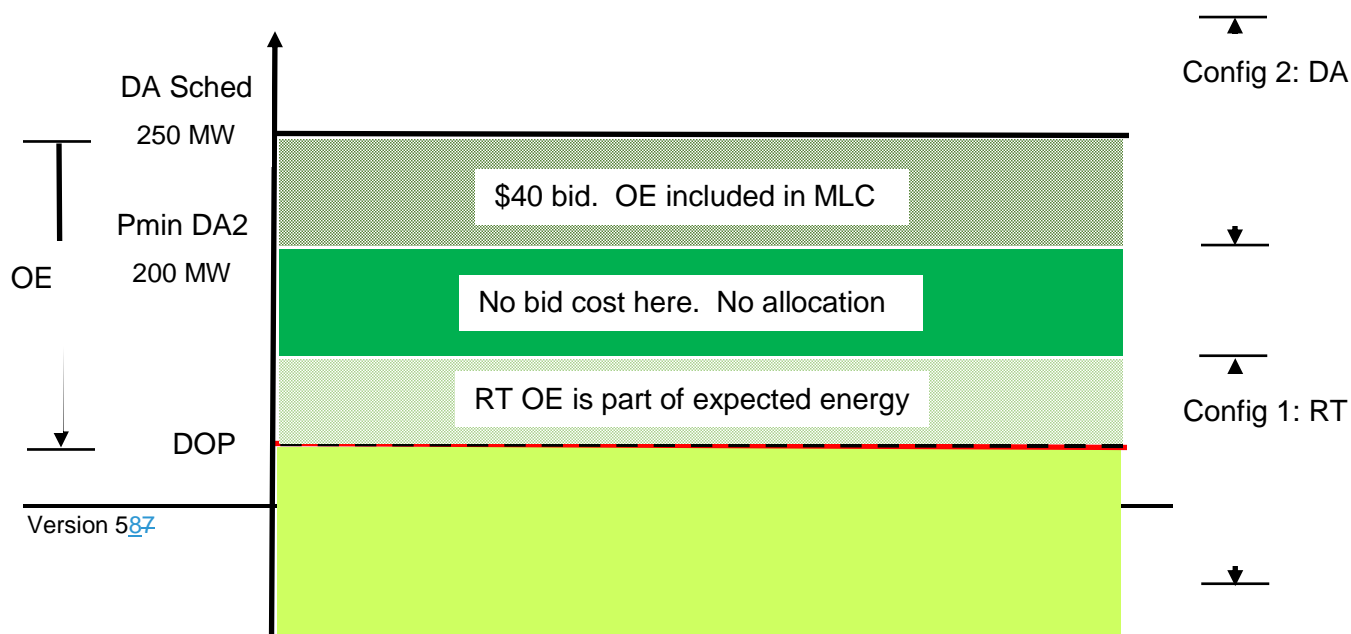 Config 2: DA
DA Sched
250 MW
$40 bid.  OE included in MLC
Pmin DA2
200 MW
OE
No bid cost here.  No allocation
RT OE is part of expected energy
Config 1: RT
DOP
Version 587